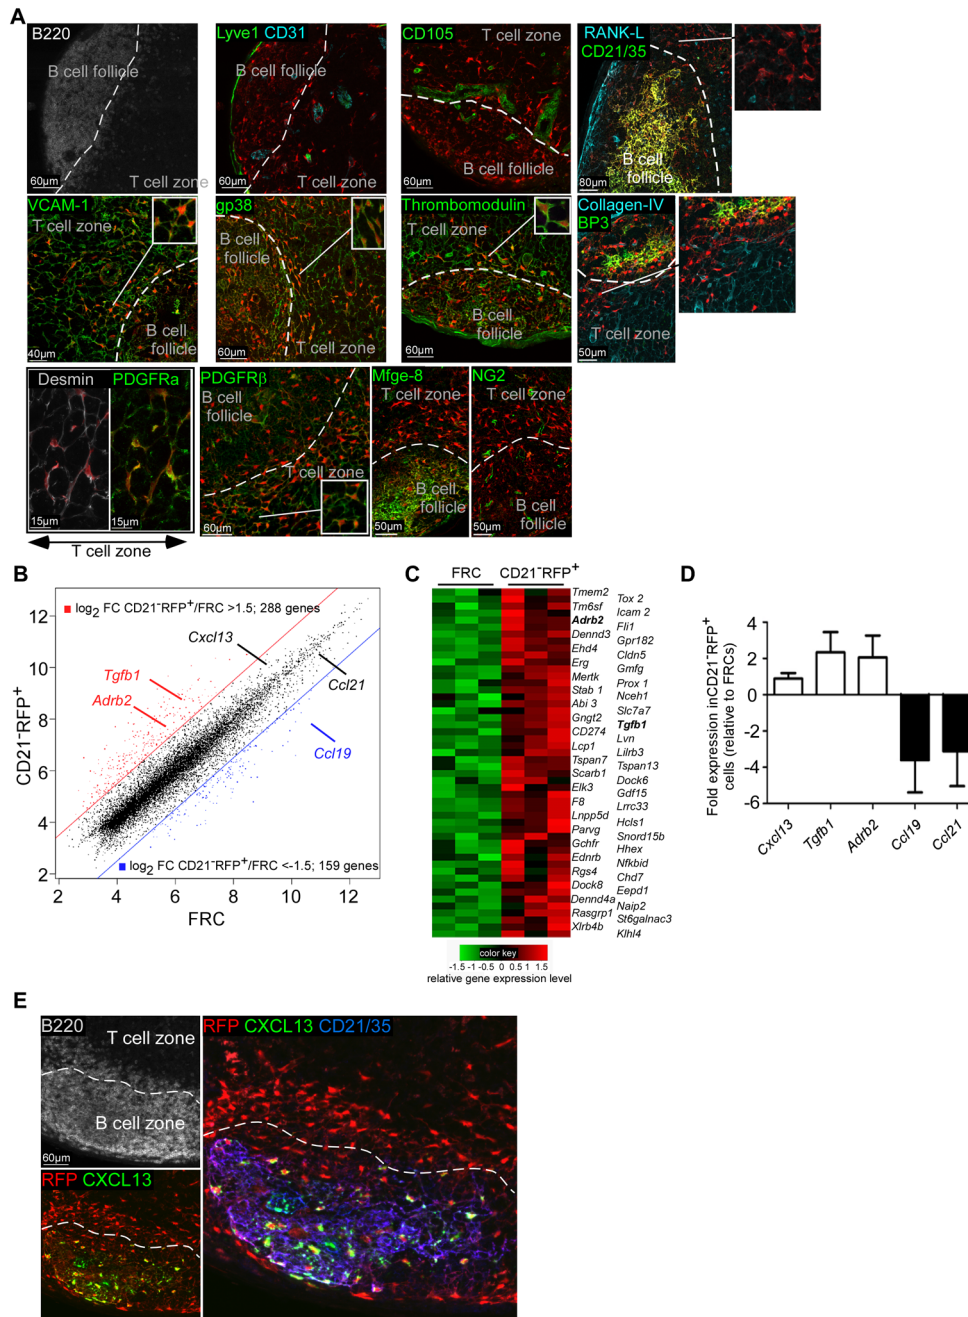 A
B220
B cell follicle
T cell zone
60µm
Lyve1 CD31
B cell follicle
T cell zone
60µm
CD105
T cell zone
B cell follicle
60µm
RANK-L
CD21/35
B cell
follicle
80µm
VCAM-1
T cell zone
B cell
follicle
40µm
gp38
B cell
follicle
T cell zone
60µm
Thrombomodulin
T cell zone
B cell
follicle
60µm
Collagen-IV
BP3
T cell zone
50µm
Desmin
PDGFRa
15µm
15µm
T cell zone
PDGFRβ
B cell
follicle
T cell zone
60µm
Mfge-8
T cell zone
B cell
follicle
50µm
NG2
B cell
follicle
50µm
B
log2 FC CD21-RFP+/FRC >1.5; 288 genes
Cxcl13
Tgfb1
Adrb2
Ccl21
Ccl19
log2 FC CD21-RFP+/FRC <-1.5; 159 genes
CD21-RFP+
12
10
8
6
4
2
2 4 6 8 10 12
FRC
C
FRC CD21-RFP+
Tmem2
Tox 2
Tm6sf
Icam 2
Adrb2
Fli1
Dennd3
Gpr182
Ehd4
Cldn5
Erg
Gmfg
Mertk
Prox 1
Stab 1
Nceh1
Abi 3
Slc7a7
Gngt2
Tgfb1
CD274
Lvn
Lcp1
Lilrb3
Tspan7
Tspan13
Scarb1
Dock6
Elk3
Gdf15
F8
Lrrc33
Lnpp5d
Hcls1
Parvg
Snord15b
Gchfr
Hhex
Ednrb
Nfkbid
Rgs4
Chd7
Dock8
Eepd1
Dennd4a
Naip2
Rasgrp1
St6galnac3
Xlrb4b
Klhl4
color key
-1.5 -1 -0.5 0 0.5 1 1.5
relative gene expression level
D
Fold expression inCD21-RFP+
cells (relative to FRCs)
4
2
0
-2
-4
-6
Cxcl13
Tgfb1
Adrb2
Ccl19
Ccl21
E
B220
T cell zone
B cell zone
60µm
RFP CXCL13
RFP CXCL13 CD21/35